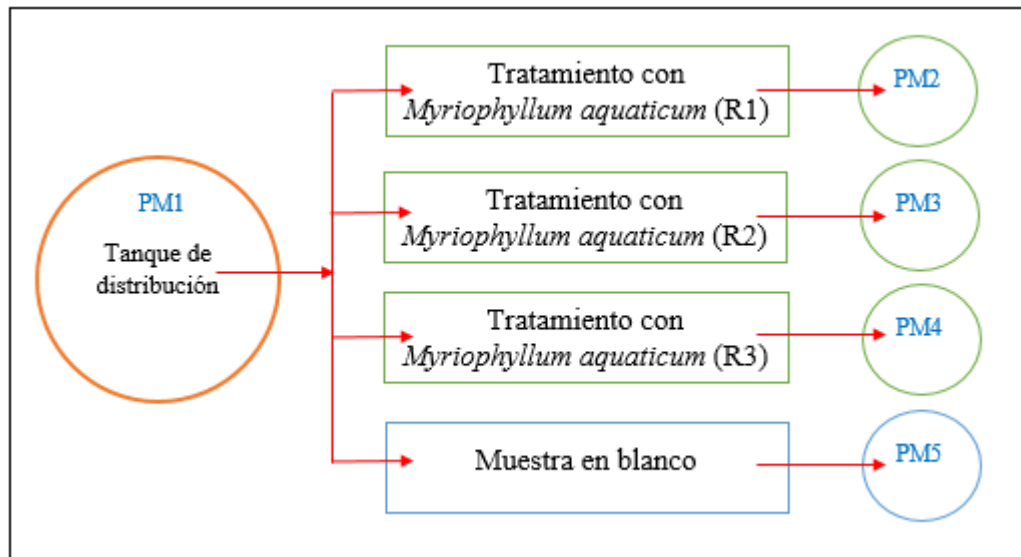 PM1
Tanque de
distribución
Tratamiento con
Myriophyllum aquaticum (R1)
PM2
Tratamiento con
Myriophyllum aquaticum (R2)
PM3
Tratamiento con
Myriophyllum aquaticum (R3)
PM4
Muestra en blanco
PM5